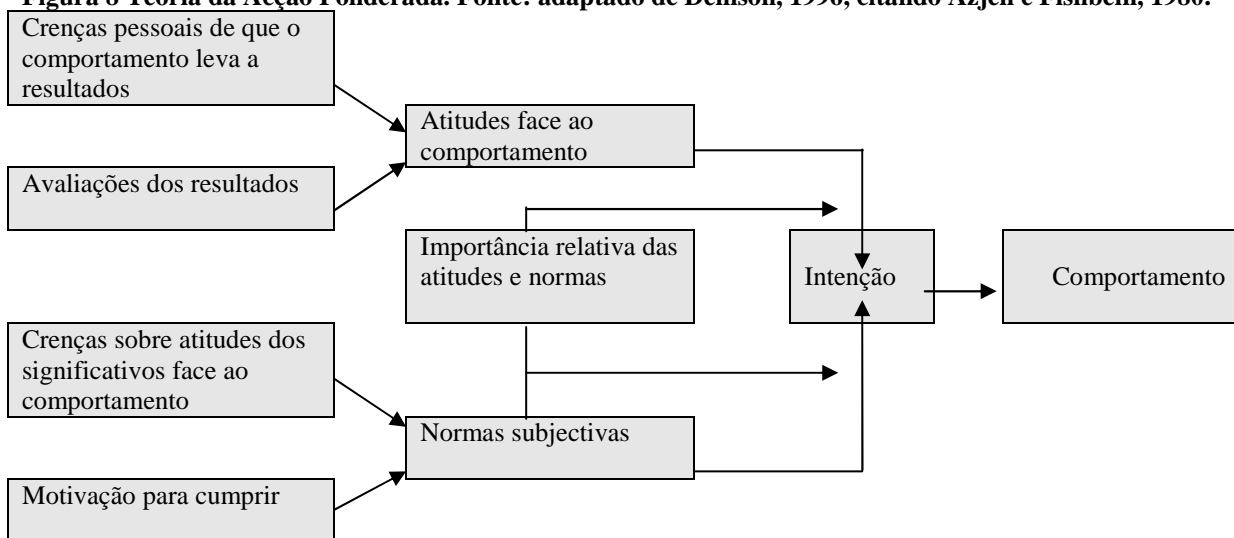 Figura 8 Teoria da Acção Ponderada. Fonte: adaptado de Denison, 1996, citando Azjen e Fishbein, 1980.
Crenças pessoais de que o
comportamento leva a
resultados
Atitudes face ao
comportamento
Avaliações dos resultados
Importância relativa das
atitudes e normas
Intenção
Comportamento
Crenças sobre atitudes dos
significativos face ao
comportamento
Normas subjectivas
Motivação para cumprir